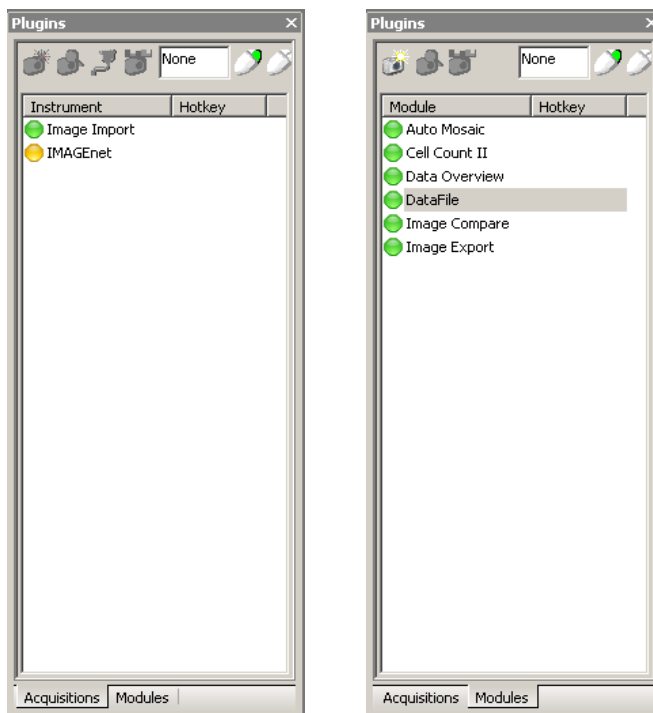 Plugins
None
Instrument Hotkey
Image Import
IMAGEnet
Acquisitions Modules
Plugins
None
Module Hotkey
Auto Mosaic
Cell Count II
Data Overview
DataFile
Image Compare
Image Export
Acquisitions Modules